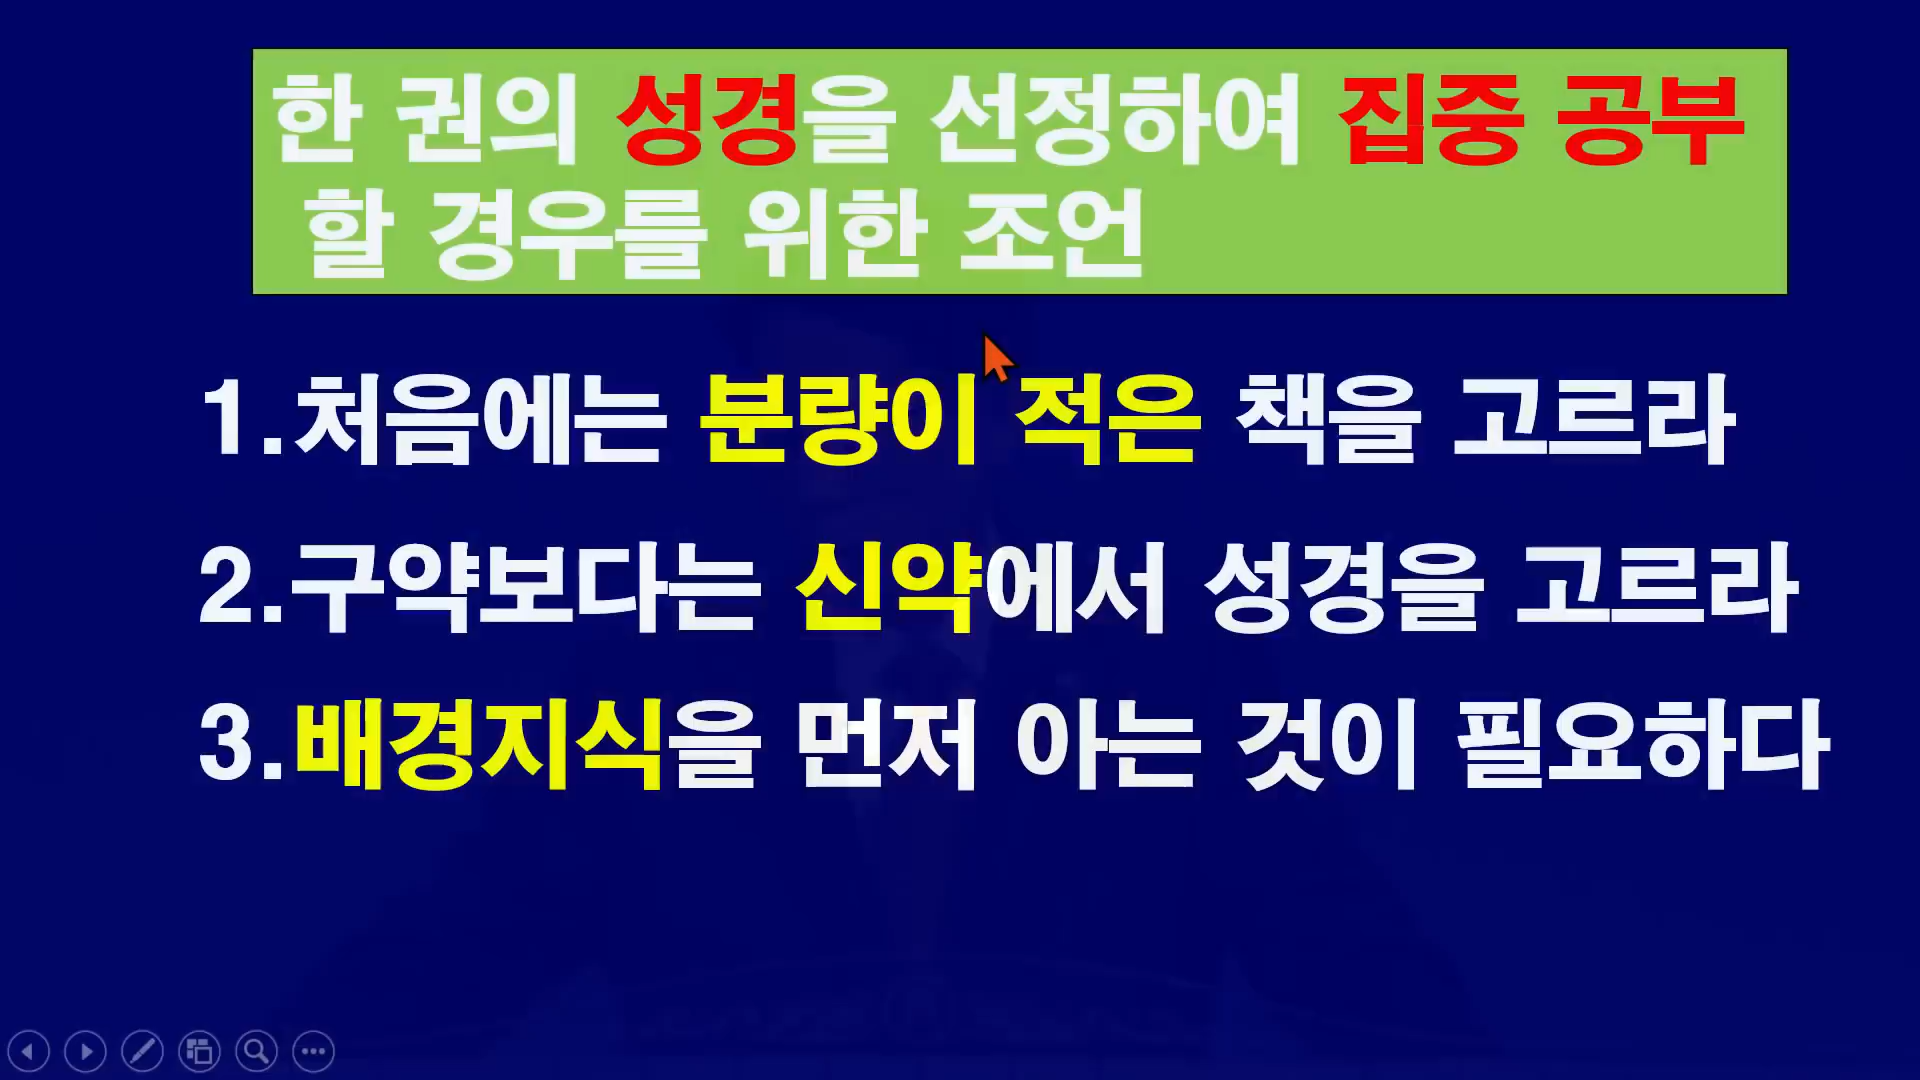 한 권의 성경을 선정하여 집중 공부
할 경우를 위한 조언
1.처음에는 분량이 적은 책을 고르라
2.구약보다는 신약에서 성경을 고르라
3.배경지식을 먼저 아는 것이 필요하다